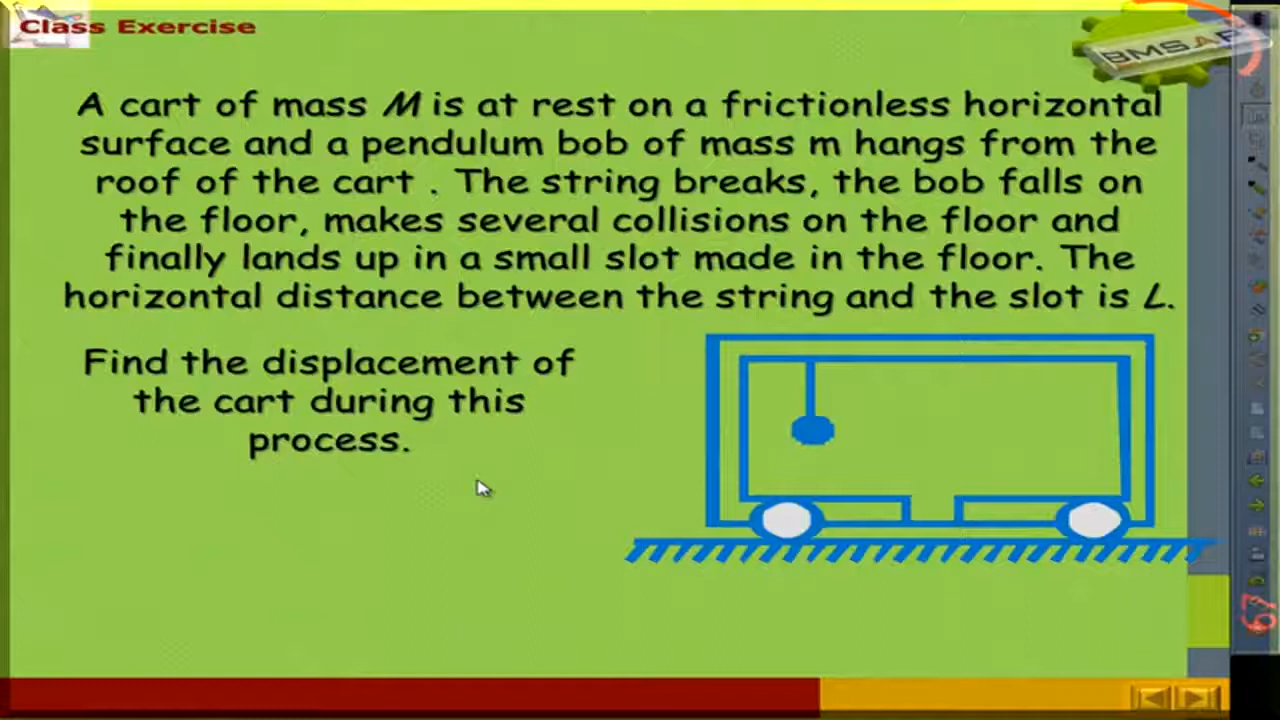 Class Exercise
BMSAP
A cart of mass M is at rest on a frictionless horizontal
surface and a pendulum bob of mass m hangs from the
roof of the cart . The string breaks, the bob falls on
the floor, makes several collisions on the floor and
finally lands up in a small slot made in the floor. The
horizontal distance between the string and the slot is L.
Find the displacement of
the cart during this
process.
67